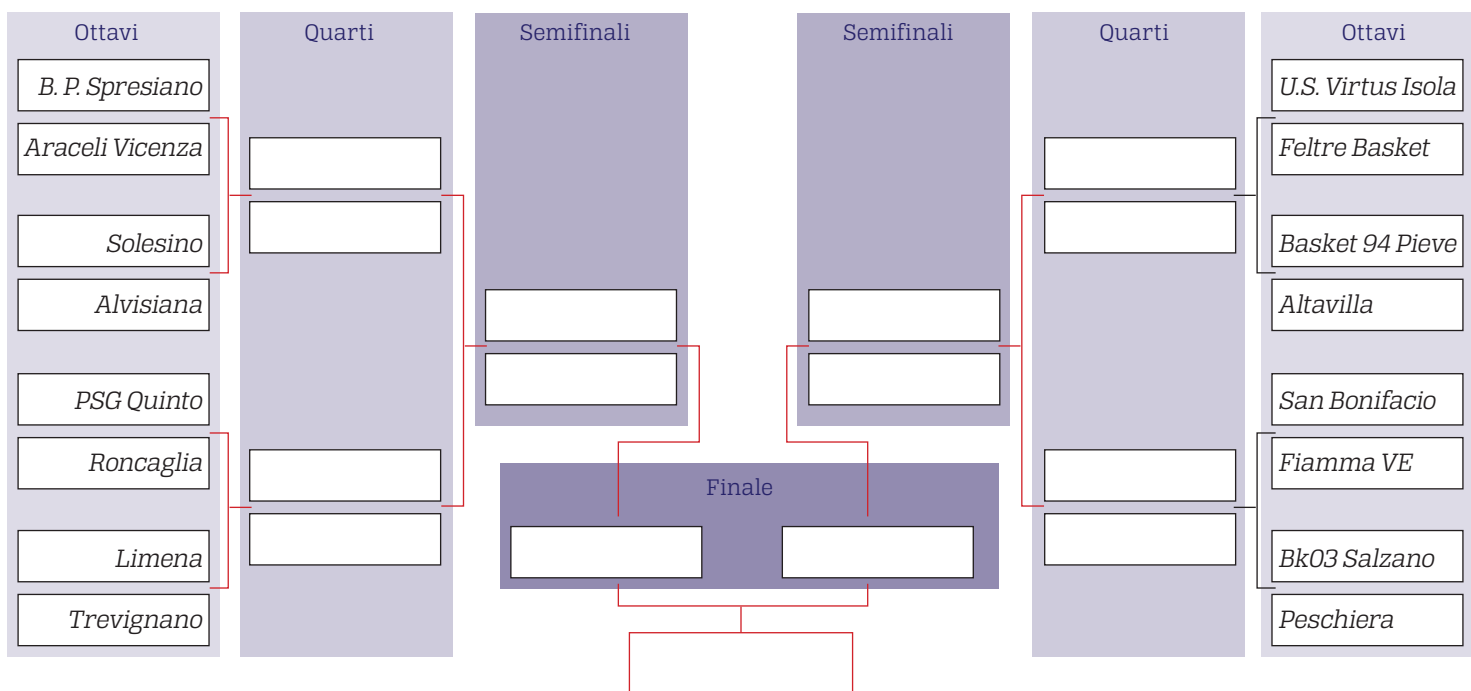 Ottavi
B. P. Spresiano
Araceli Vicenza
Solesino
Alvisiana
PSG Quinto
Roncaglia
Limena
Trevignano
Quarti
Semifinali
Finale
Semifinali
Quarti
Ottavi
U.S. Virtus Isola
Feltre Basket
Basket 94 Pieve
Altavilla
San Bonifacio
Fiamma VE
Bk03 Salzano
Peschiera